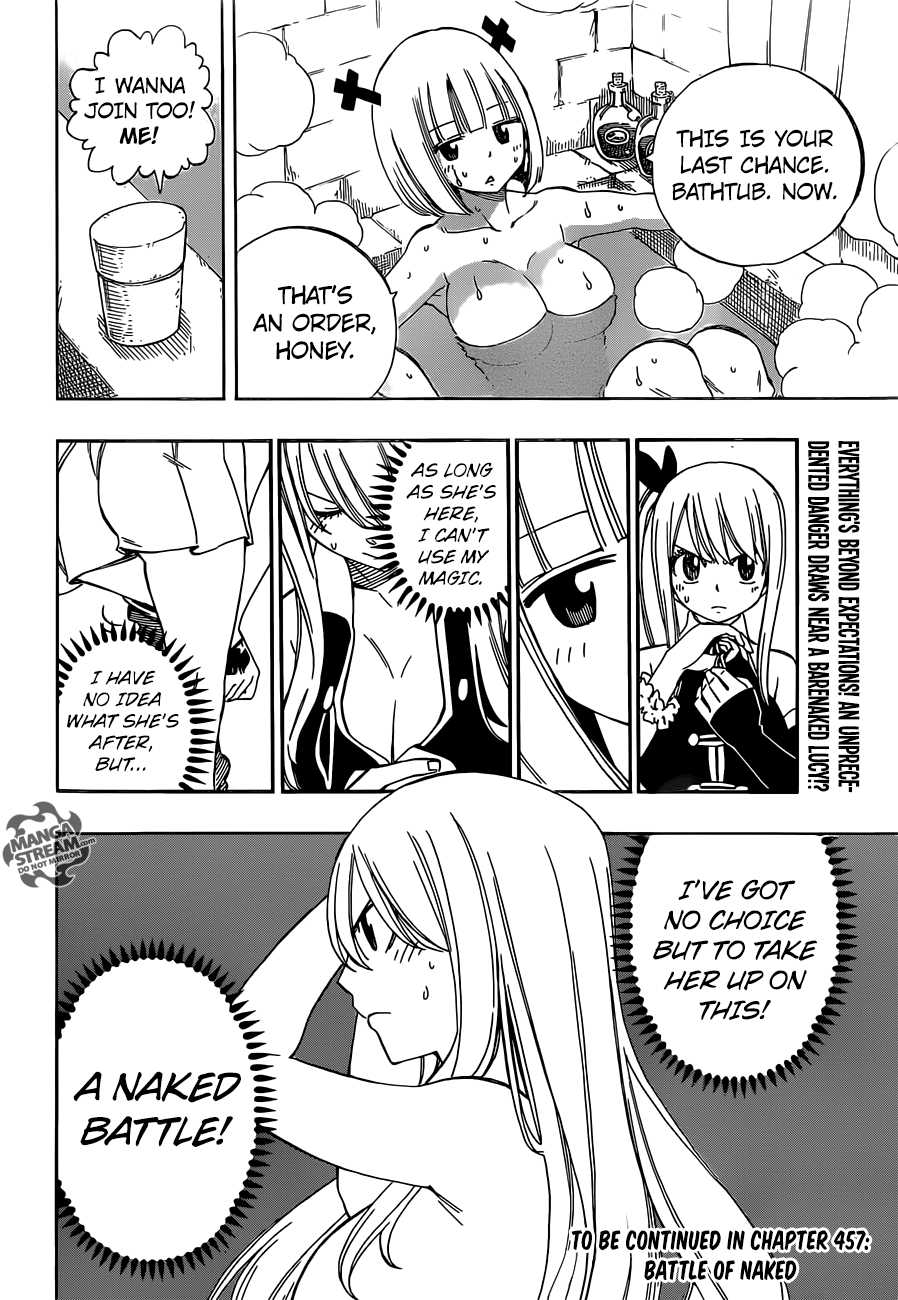 THIS IS YOUR
LAST CHANCE.
BATHTUB. NOW.
THAT'S
AN ORDER,
HONEY.
I WANNA
JOIN TOO!
ME!
EVERYTHING'S BEYOND EXPECTATIONS! AN UNPRECE-
DENTED DANGER DRAWS NEAR A BARENAKED LUCY!?
AS LONG
AS SHE'S
HERE,
I CAN'T
USE MY
MAGIC.
I HAVE
NO IDEA
WHAT SHE'S
AFTER,
BUT...
I'VE GOT
NO CHOICE
BUT TO TAKE
HER UP ON
THIS!
A NAKED
BATTLE!
MANGA
STREAM.com
DO NOT MIRROR
TO BE CONTINUED IN CHAPTER 457:
BATTLE OF NAKED